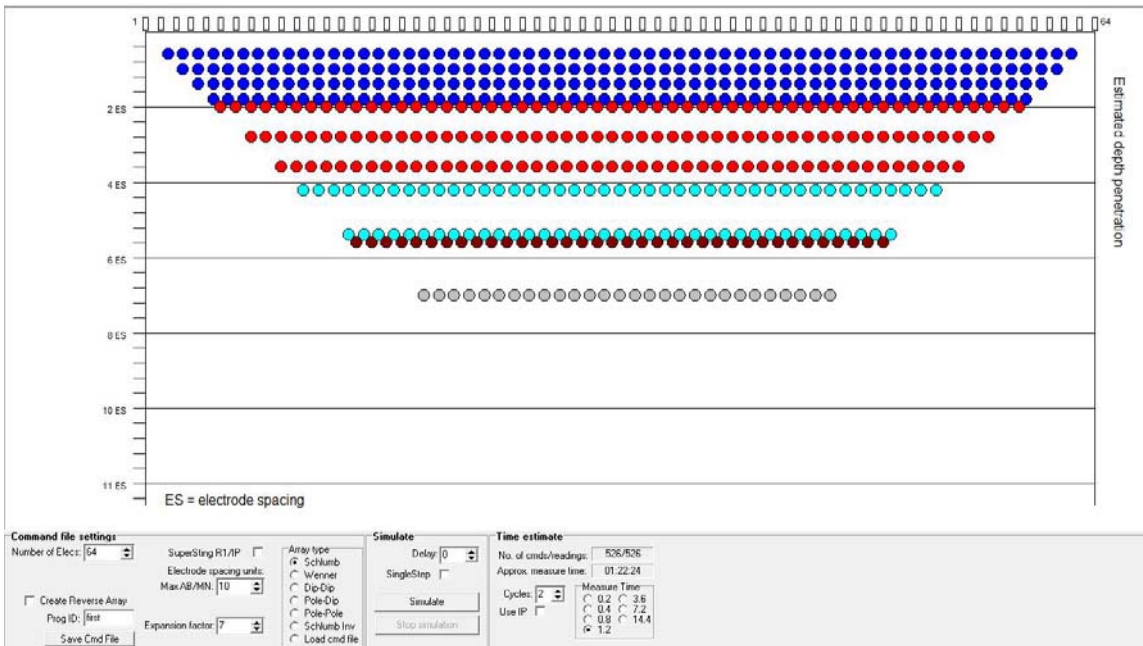 1
64
2 ES
4 ES
6 ES
8 ES
10 ES
11 ES
Estimated depth penetration
ES = electrode spacing
Command file settings
Number of Elecs: 64
SuperSting R1/IP
Electrode spacing units:
Max AB/MN: 10
Create Reverse Array
Prog ID: first
Expansion factor: 7
Save Cmd File
Array type
Schlumb
Wenner
Dip-Dip
Pole-Dip
Pole-Pole
Schlumb Inv
Load cmd file
Simulate
Delay: 0
SingleStep
Simulate
Stop simulation
Time estimate
No. of cmds/readings: 526/526
Approx. measure time: 01:22:24
Cycles: 2
Use IP
Measure Time
0.2 3.6
0.4 7.2
0.8 14.4
1.2